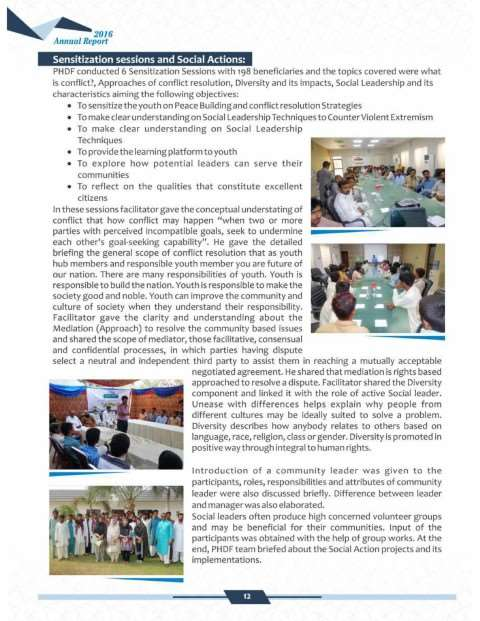 2016
Annual Report
Sensitization sessions and Social Actions:
PHDF conducted 6 Sensitization Sessions with 198 beneficiaries and the topics covered were what
is conflict?, Approaches of conflict resolution, Diversity and its impacts, Social Leadership and its
characteristics aiming the following objectives:
• To sensitize the youth on Peace Building and conflict resolution Strategies
• To make clear understanding on Social Leadership Techniques to Counter Violent Extremism
• To make clear understanding on Social Leadership
Techniques
• To provide the learning platform to youth
• To explore how potential leaders can serve their
communities
• To reflect on the qualities that constitute excellent
citizens
In these sessions facilitator gave the conceptual understating of
conflict that how conflict may happen “when two or more
parties with perceived incompatible goals, seek to undermine
each other's goal-seeking capability”. He gave the detailed
briefing the general scope of conflict resolution that as youth
hub members and responsible youth member you are future of
our nation. There are many responsibilities of youth. Youth is
responsible to build the nation. Youth is responsible to make the
society good and noble. Youth can improve the community and
culture of society when they understand their responsibility.
Facilitator gave the clarity and understanding about the
Mediation (Approach) to resolve the community based issues
and shared the scope of mediator, those facilitative, consensual
and confidential processes, in which parties having dispute
select a neutral and independent third party to assist them in reaching a mutually acceptable
negotiated agreement. He shared that mediation is rights based
approached to resolve a dispute. Facilitator shared the Diversity
component and linked it with the role of active Social leader.
Unease with differences helps explain why people from
different cultures may be ideally suited to solve a problem.
Diversity describes how anybody relates to others based on
language, race, religion, class or gender. Diversity is promoted in
positive way through integral to human rights.
Introduction of a community leader was given to the
participants, roles, responsibilities and attributes of community
leader were also discussed briefly. Difference between leader
and manager was also elaborated.
Social leaders often produce high concerned volunteer groups
and may be beneficial for their communities. Input of the
participants was obtained with the help of group works. At the
end, PHDF team briefed about the Social Action projects and its
implementations.
12